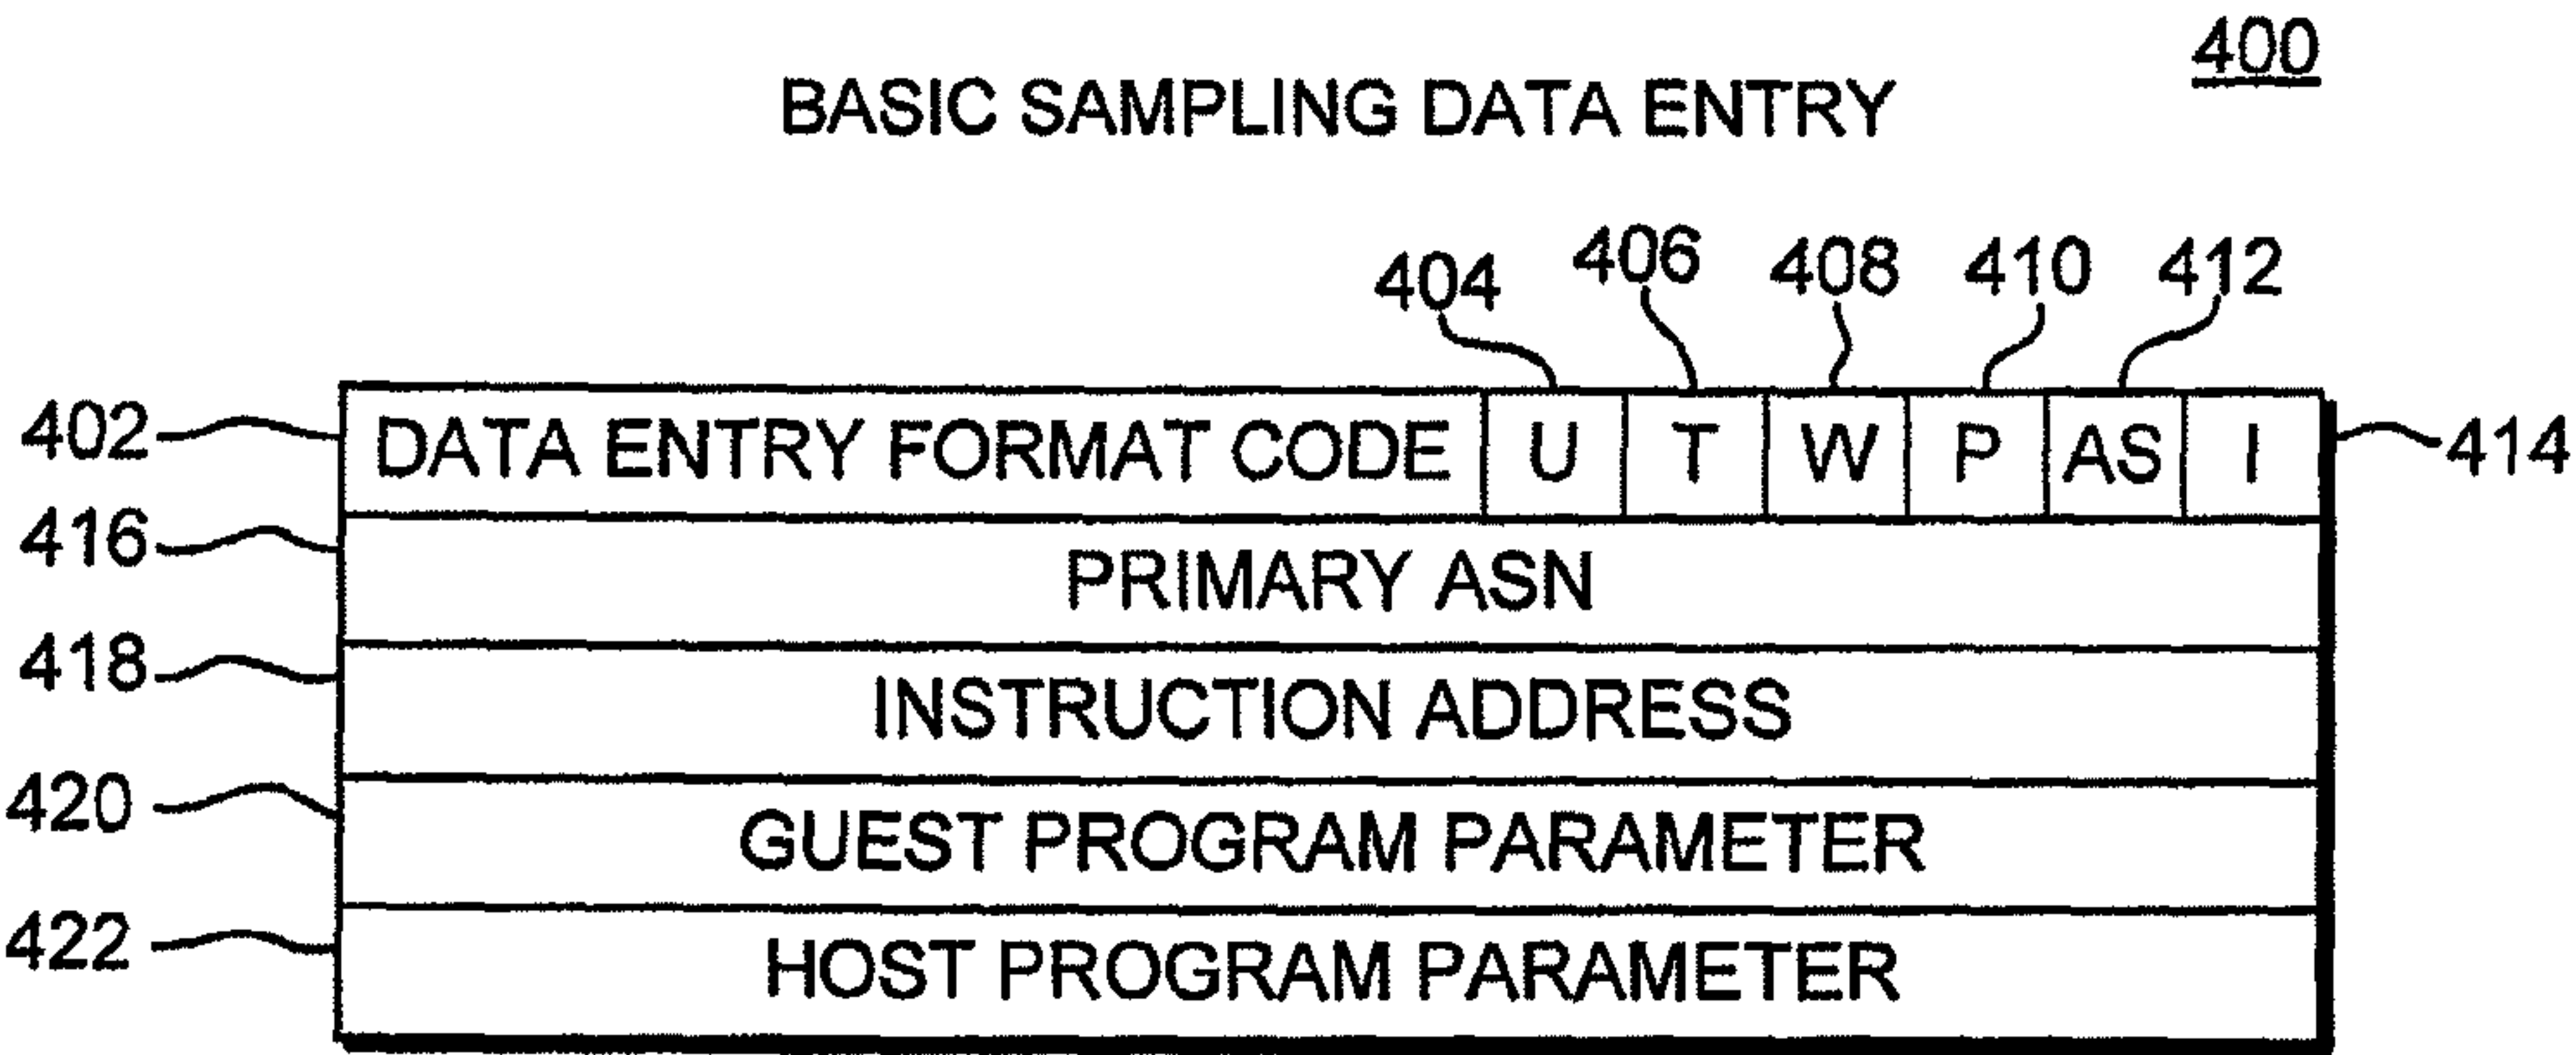 400
BASIC SAMPLING DATA ENTRY
404 406 408 410 412
402 DATA ENTRY FORMAT CODE U T W P AS I 414
416 PRIMARY ASN
418 INSTRUCTION ADDRESS
420 GUEST PROGRAM PARAMETER
422 HOST PROGRAM PARAMETER